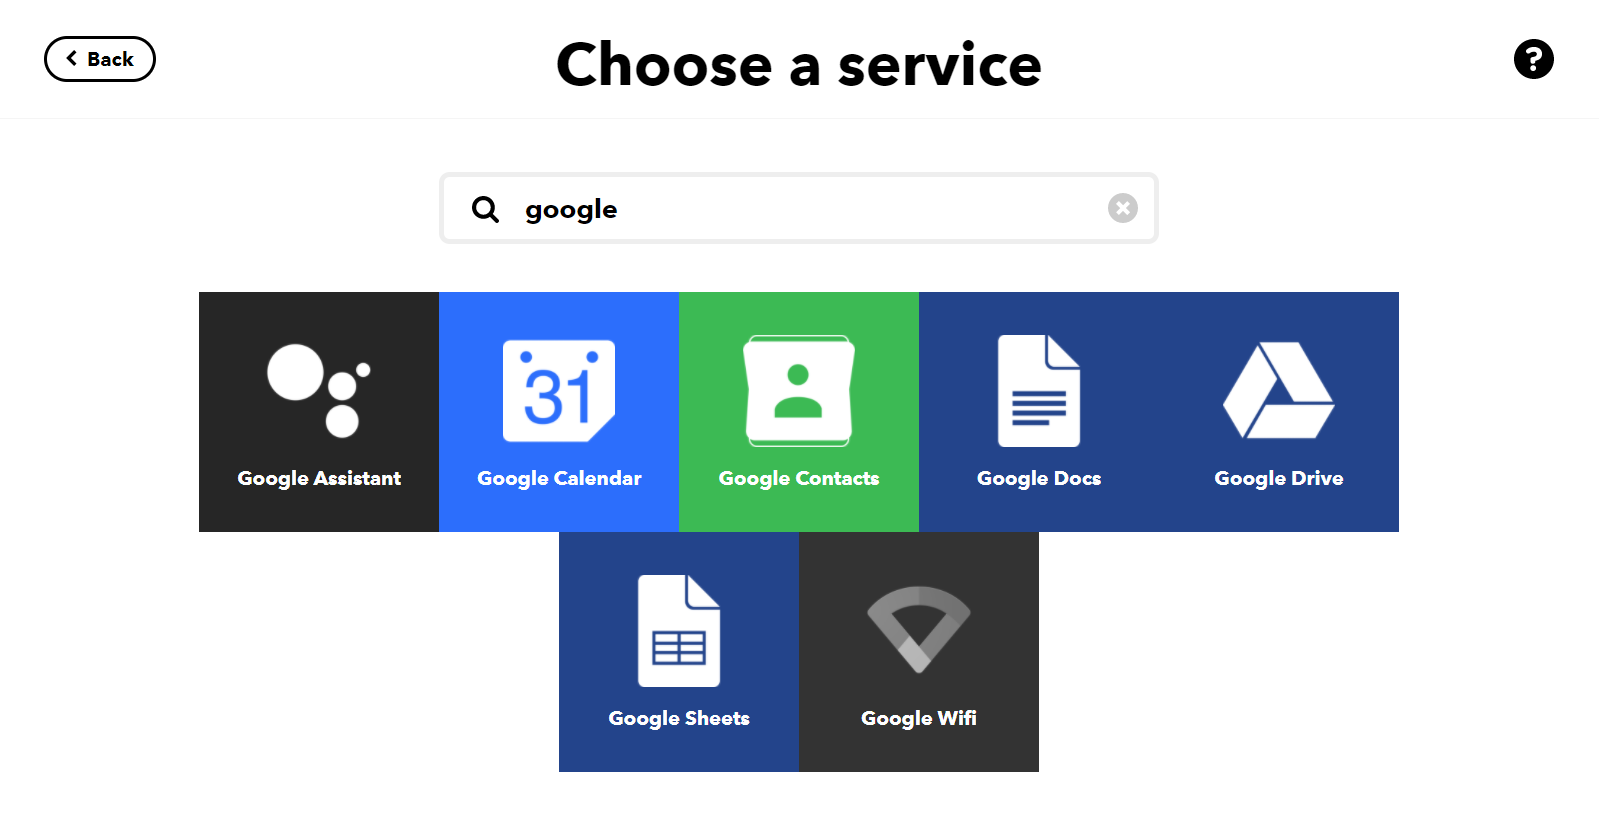 Back
Choose a service
?
google
31
Google Assistant
Google Calendar
Google Contacts
Google Docs
Google Drive
Google Sheets
Google Wifi